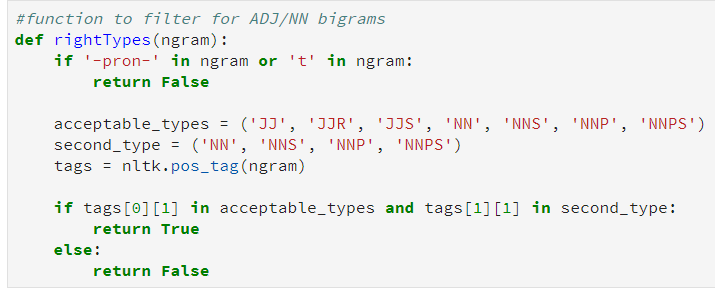 #function to filter for ADJ/NN bigrams
def rightTypes(ngram):
    if '-pron-' in ngram or 't' in ngram:
        return False
    acceptable_types = ('JJ', 'JJR', 'JJS', 'NN', 'NNS', 'NNP', 'NNPS')
    second_type = ('NN', 'NNS', 'NNP', 'NNPS')
    tags = nltk.pos_tag(ngram)
    if tags[0][1] in acceptable_types and tags[1][1] in second_type:
        return True
    else:
        return False